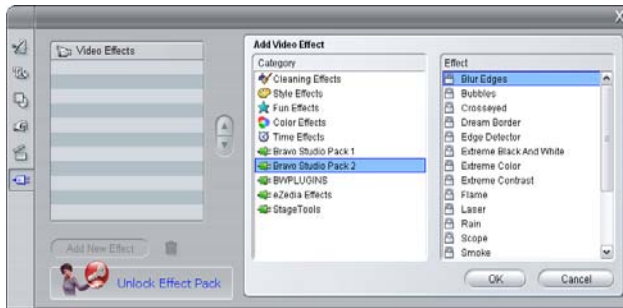 X
Video Effects
Add New Effect
Unlock Effect Pack
Add Video Effect
Category
Cleaning Effects
Style Effects
Fun Effects
Color Effects
Time Effects
Bravo Studio Pack 1
Bravo Studio Pack 2
BWPLUGINS
eZedia Effects
StageTools
Effect
Blur Edges
Bubbles
Crosseyed
Dream Border
Edge Detector
Extreme Black And White
Extreme Color
Extreme Contrast
Flame
Laser
Rain
Scope
Smoke
OK
Cancel